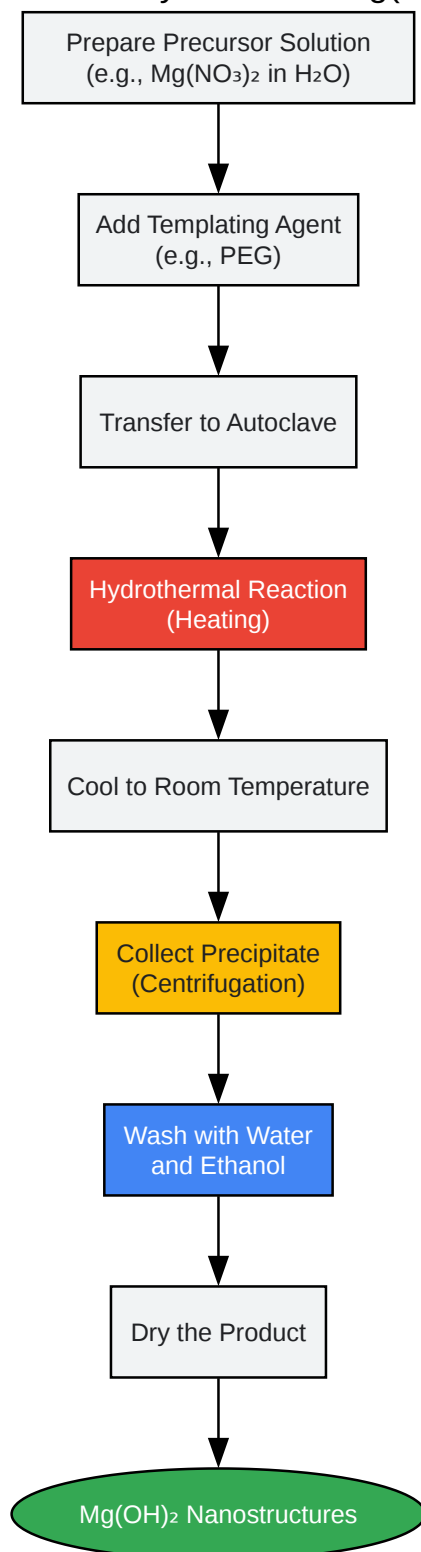 Prepare Precursor Solution
(e.g., Mg(NO₃)₂ in H₂O)
Add Templating Agent
(e.g., PEG)
Transfer to Autoclave
Hydrothermal Reaction
(Heating)
Cool to Room Temperature
Collect Precipitate
(Centrifugation)
Wash with Water
and Ethanol
Dry the Product
Mg(OH)₂ Nanostructures